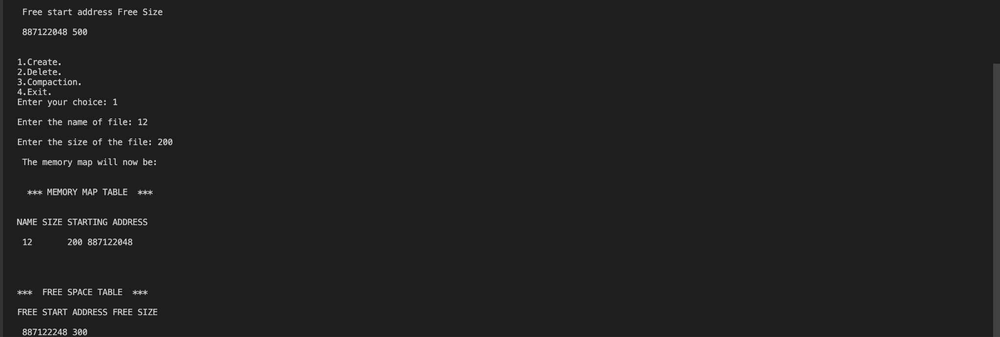 Free start address Free Size
887122048 500
1.Create.
2.Delete.
3.Compaction.
4.Exit.
Enter your choice: 1
Enter the name of file: 12
Enter the size of the file: 200
The memory map will now be:
*** MEMORY MAP TABLE  ***
NAME SIZE STARTING ADDRESS
12       200 887122048
***  FREE SPACE TABLE  ***
FREE START ADDRESS FREE SIZE
887122248 300